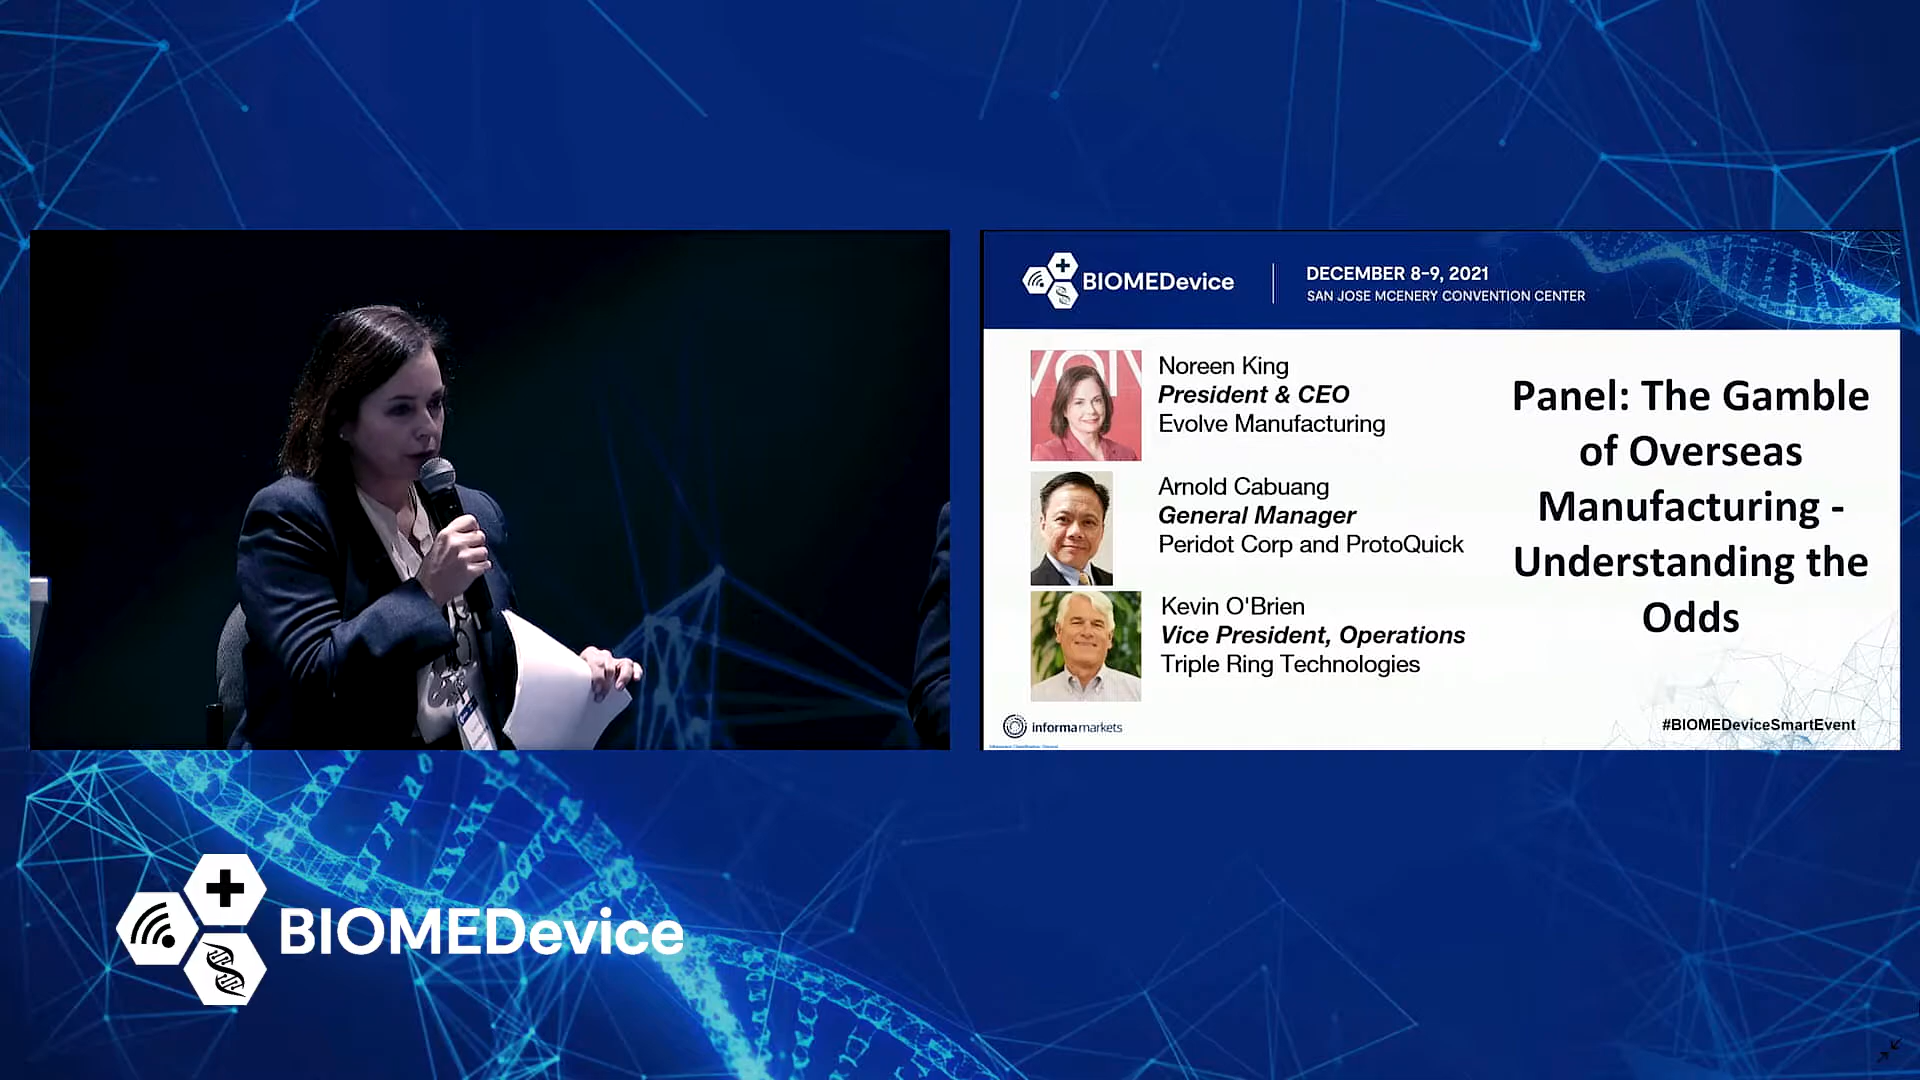 BIOMEDevice
DECEMBER 8-9, 2021
SAN JOSE MCENERY CONVENTION CENTER
Noreen King
President & CEO
Evolve Manufacturing
Arnold Cabuang
General Manager
Peridot Corp and ProtoQuick
Kevin O'Brien
Vice President, Operations
Triple Ring Technologies
Panel: The Gamble
of Overseas
Manufacturing -
Understanding the
Odds
informa markets
#BIOMEDeviceSmartEvent
BIOMEDevice